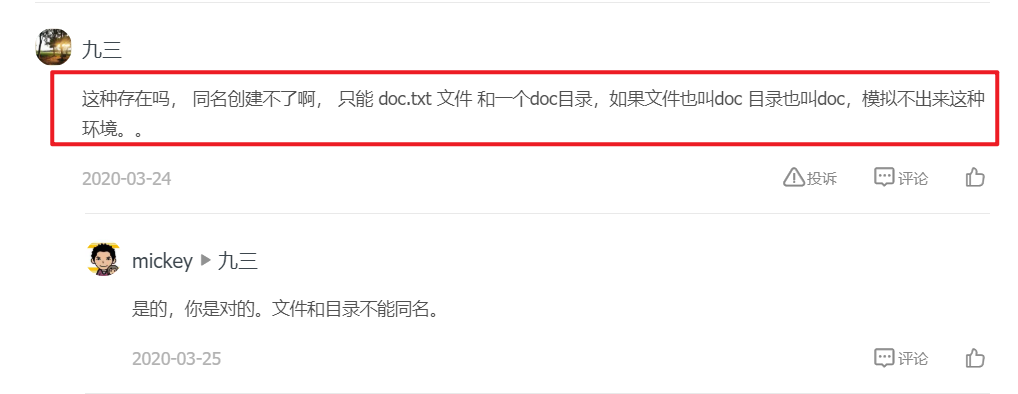 九三
这种存在吗， 同名创建不了啊， 只能 doc.txt 文件 和一个doc目录，如果文件也叫doc 目录也叫doc，模拟不出来这种
环境。。
2020-03-24 投诉 评论
mickey 九三
是的，你是对的。文件和目录不能同名。
2020-03-25 评论